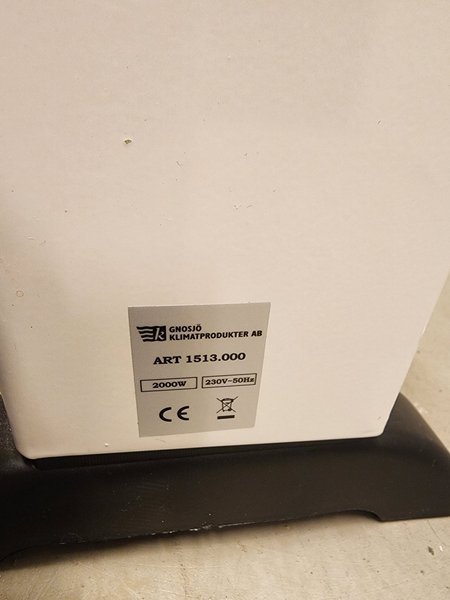 k GNOSJÖ
KLIMATPRODUKTER AB
ART 1513.000
2000W 230V~50Hz
CE